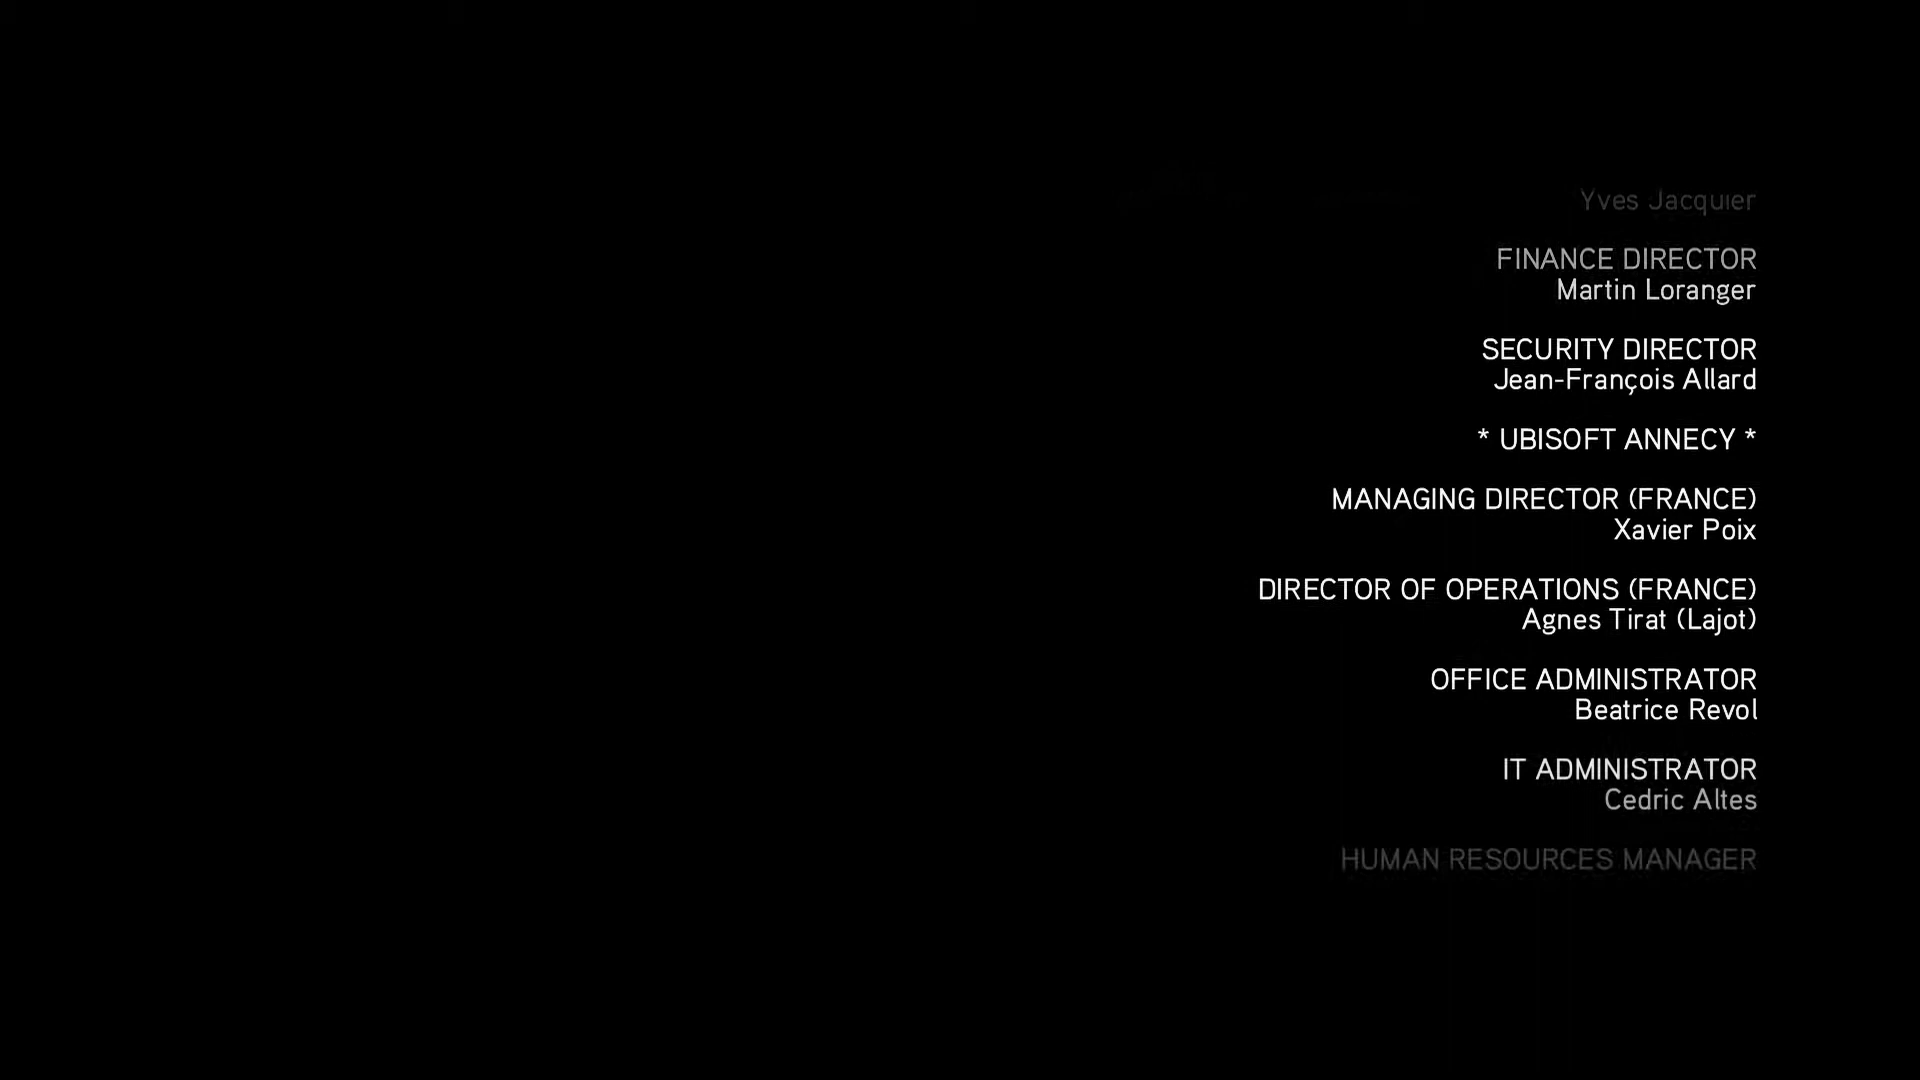 Yves Jacquier
FINANCE DIRECTOR
Martin Loranger
SECURITY DIRECTOR
Jean-François Allard
* UBISOFT ANNECY *
MANAGING DIRECTOR (FRANCE)
Xavier Poix
DIRECTOR OF OPERATIONS (FRANCE)
Agnes Tirat (Lajot)
OFFICE ADMINISTRATOR
Beatrice Revol
IT ADMINISTRATOR
Cedric Altes
HUMAN RESOURCES MANAGER